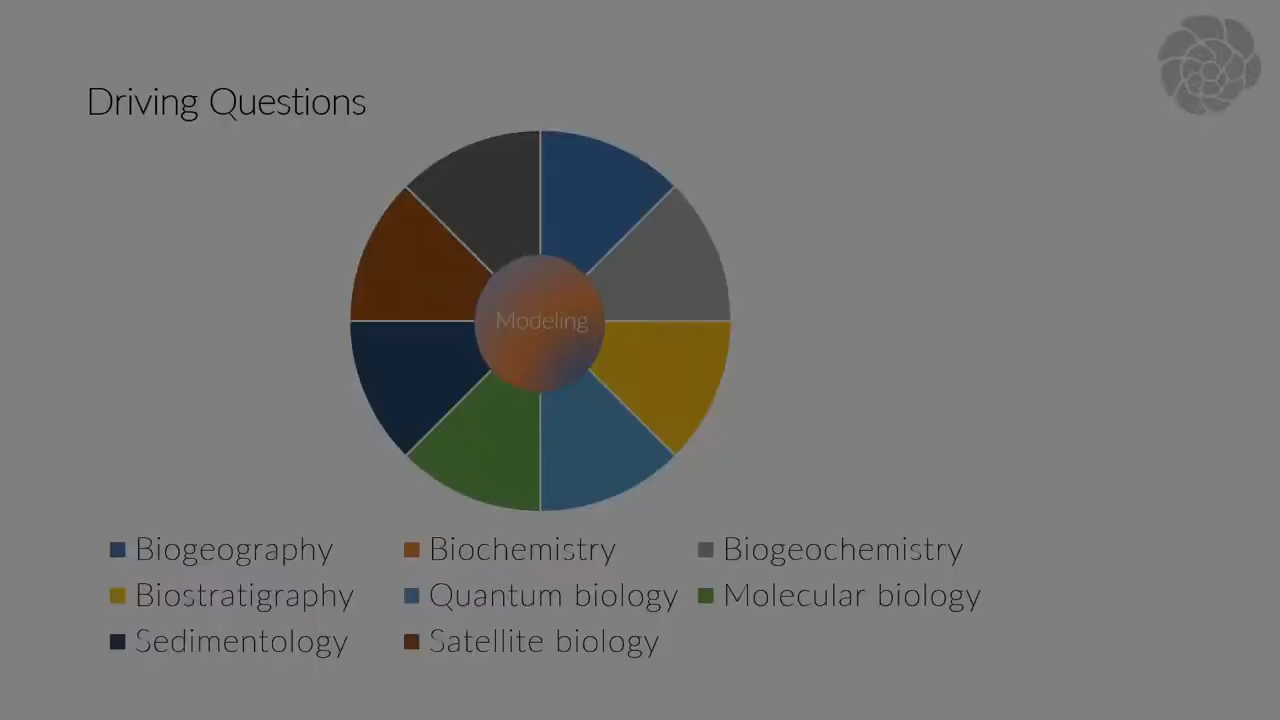 Driving Questions
Modeling
Biogeography Biochemistry Biogeochemistry
Biostratigraphy Quantum biology Molecular biology
Sedimentology Satellite biology